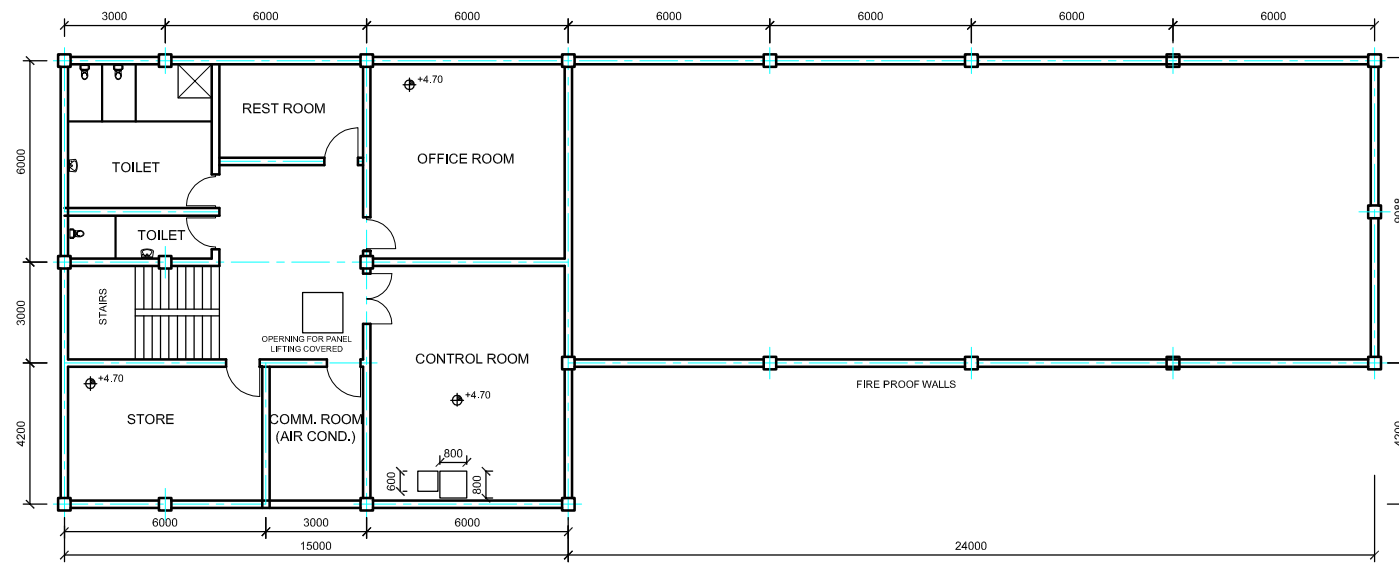 3000
6000
6000
6000
6000
6000
6000
+4.70
REST ROOM
OFFICE ROOM
TOILET
6000
TOILET
STAIRS
3000
OPERNING FOR PANEL
LIFTING COVERED
CONTROL ROOM
FIRE PROOF WALLS
+4.70
+4.70
STORE
COMM. ROOM
(AIR COND.)
4200
800
600
800
6000
3000
6000
15000
24000